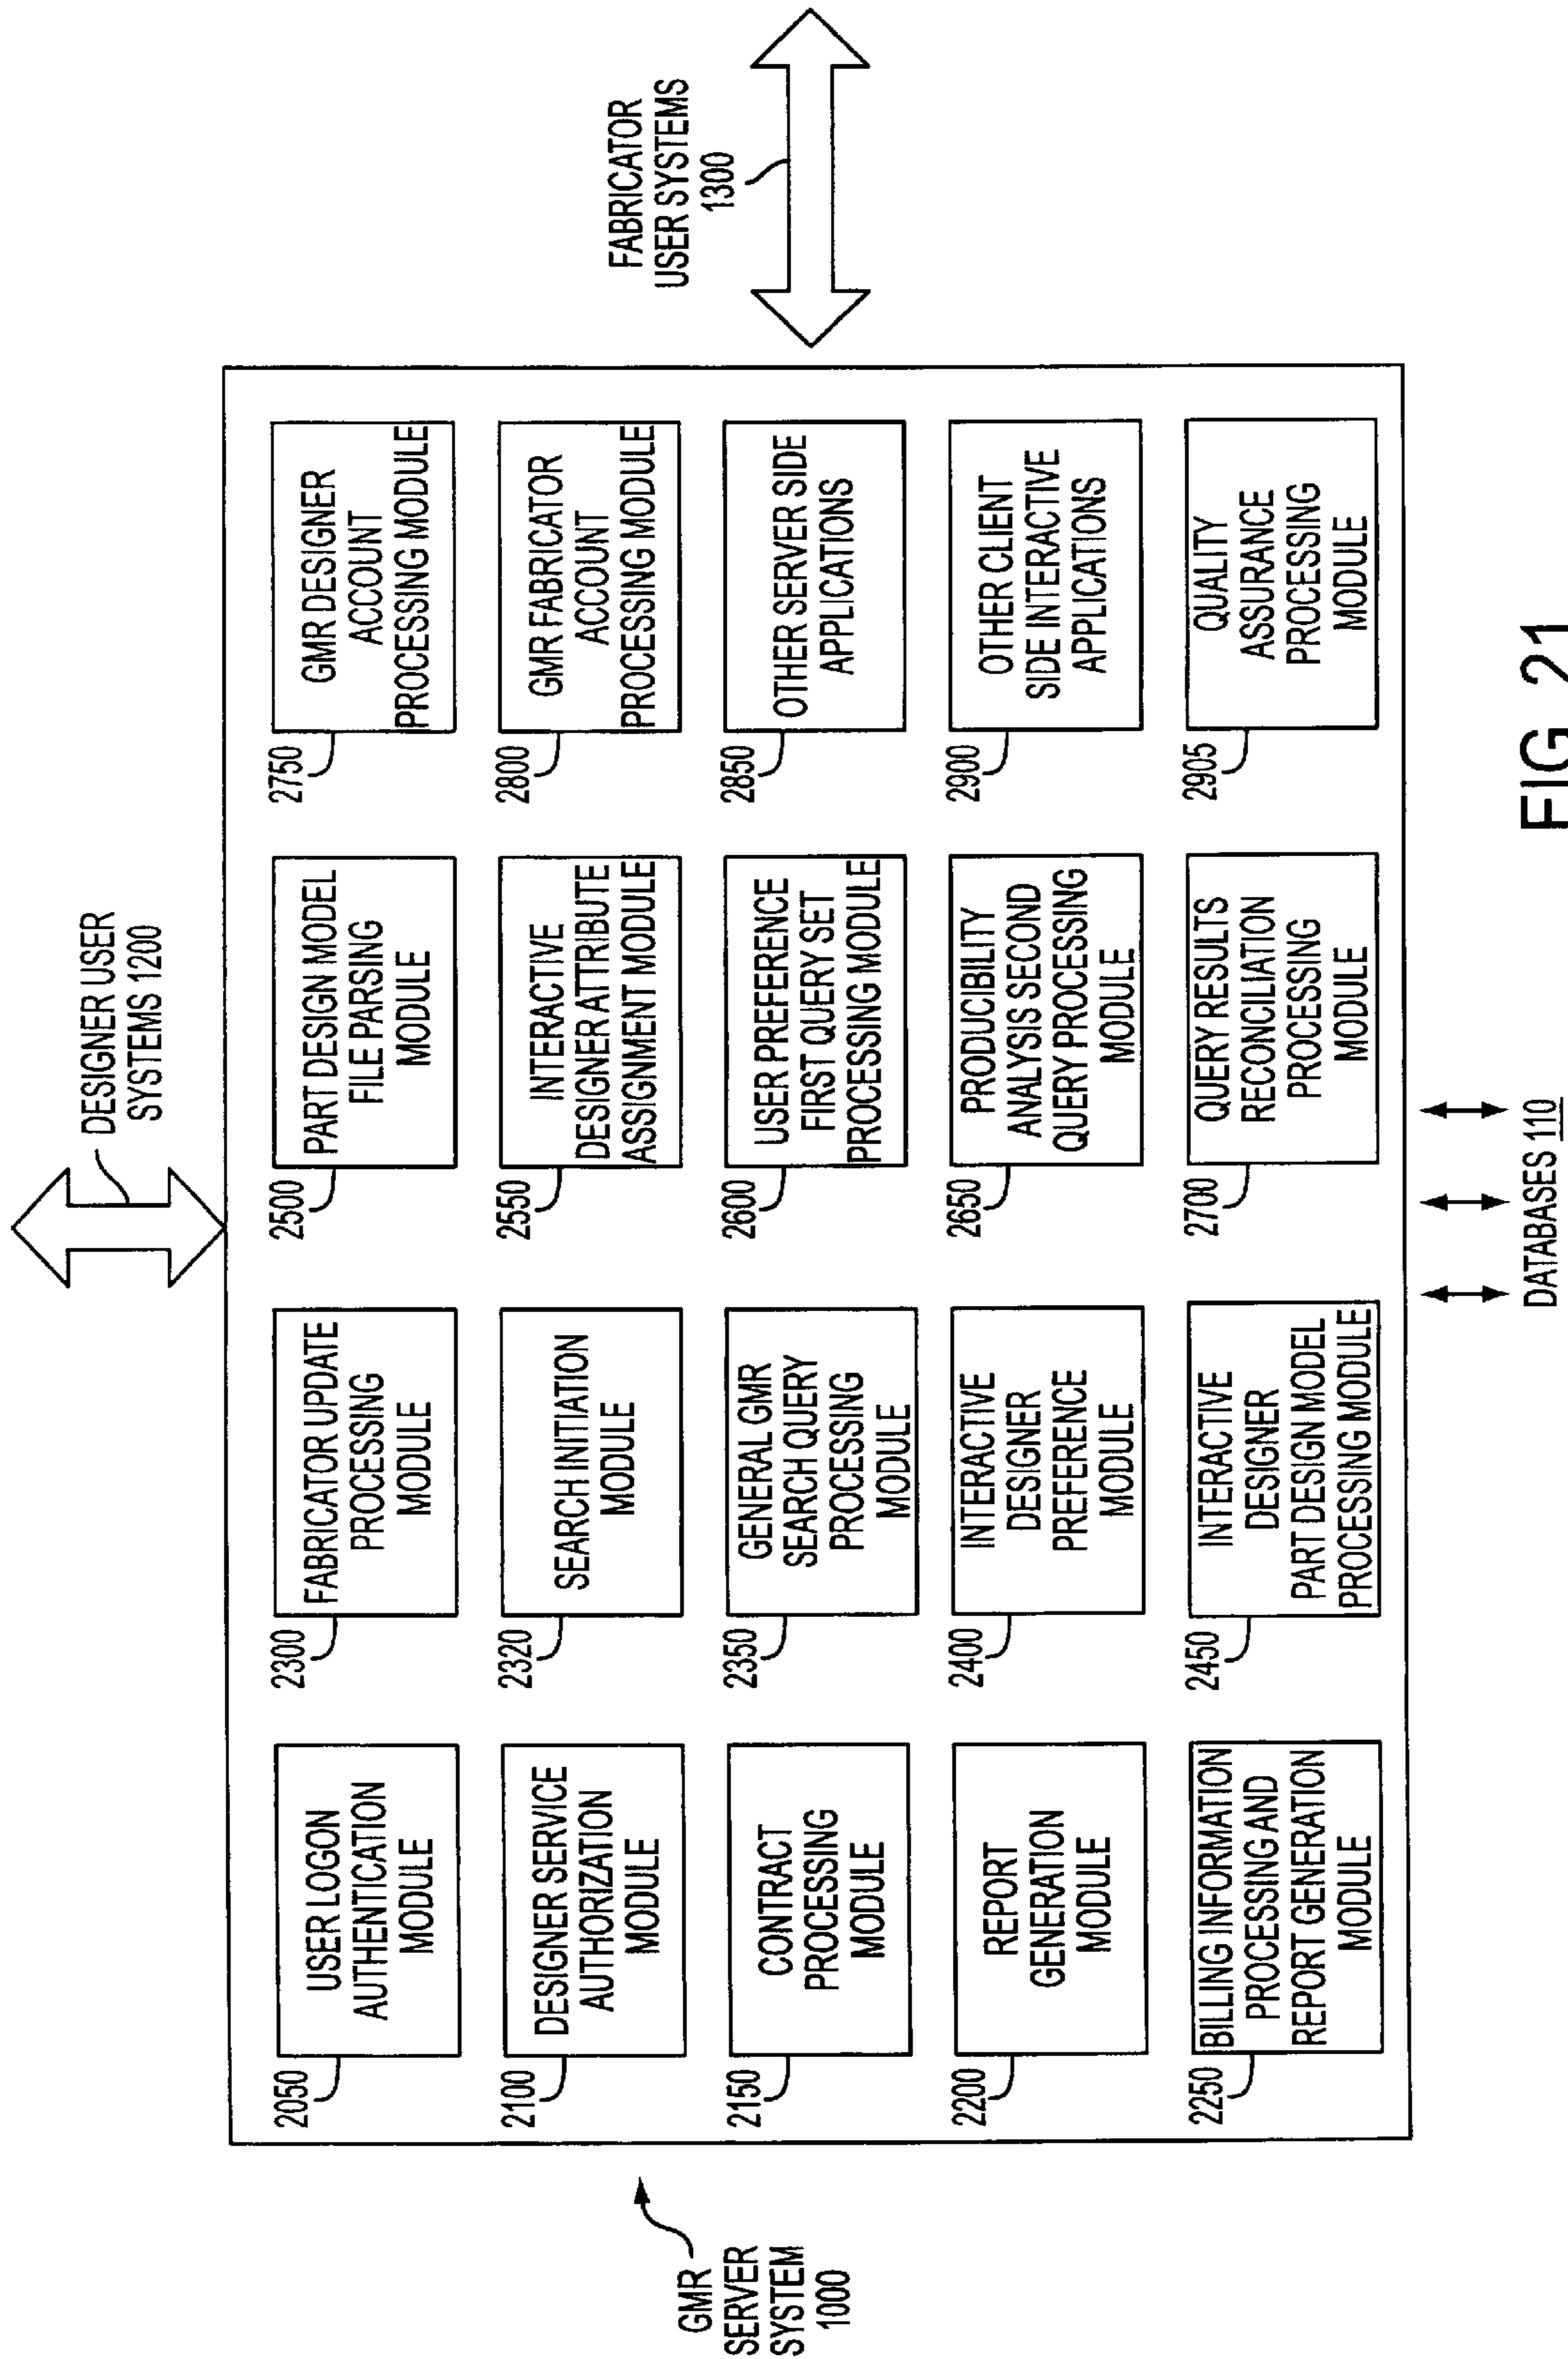 DESIGNER USER
SYSTEMS 1200
FABRICATOR
USER SYSTEMS
1300
GMR
SERVER
SYSTEM
1000
2050
USER LOGON
AUTHENTICATION
MODULE
2100
DESIGNER SERVICE
AUTHORIZATION
MODULE
2150
CONTRACT
PROCESSING
MODULE
2200
REPORT
GENERATION
MODULE
2250
BILLING INFORMATION
PROCESSING AND
REPORT GENERATION
MODULE
2300
FABRICATOR UPDATE
PROCESSING
MODULE
2320
SEARCH INITIATION
MODULE
2350
GENERAL GMR
SEARCH QUERY
PROCESSING
MODULE
2400
INTERACTIVE
DESIGNER
PREFERENCE
MODULE
2450
INTERACTIVE
DESIGNER
PART DESIGN MODEL
PROCESSING MODULE
2500
PART DESIGN MODEL
FILE PARSING
MODULE
2550
INTERACTIVE
DESIGNER ATTRIBUTE
ASSIGNMENT MODULE
2600
USER PREFERENCE
FIRST QUERY SET
PROCESSING MODULE
2650
PRODUCIBILITY
ANALYSIS SECOND
QUERY PROCESSING
MODULE
2700
QUERY RESULTS
RECONCILIATION
PROCESSING
MODULE
2750
GMR DESIGNER
ACCOUNT
PROCESSING MODULE
2800
GMR FABRICATOR
ACCOUNT
PROCESSING MODULE
2850
OTHER SERVER SIDE
APPLICATIONS
2900
OTHER CLIENT
SIDE INTERACTIVE
APPLICATIONS
2905
QUALITY
ASSURANCE
PROCESSING
MODULE
DATABASES 110
FIG. 21